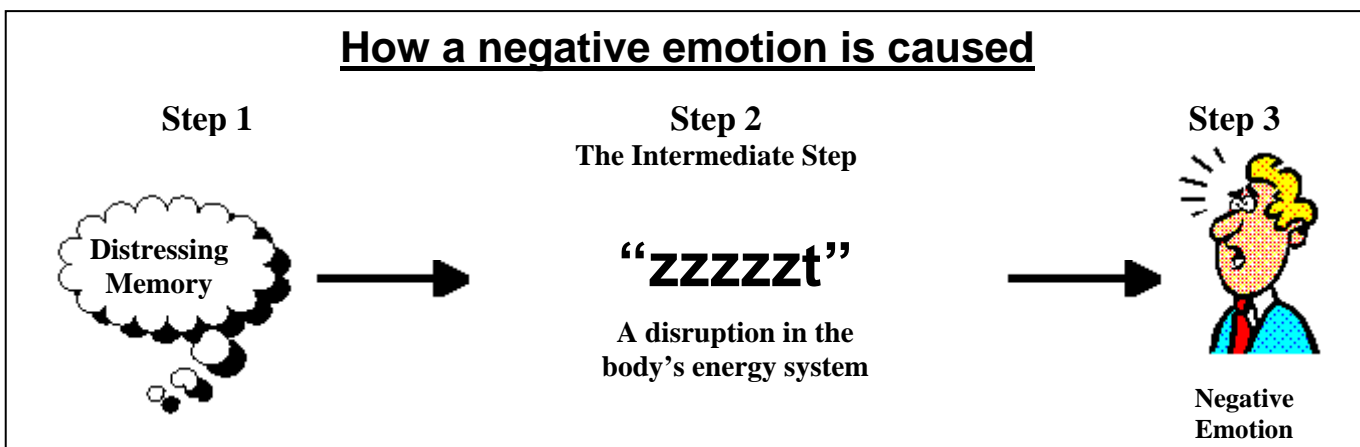 How a negative emotion is caused
Step 1
Step 2
Step 3
The Intermediate Step
Distressing
Memory
“zzzzzt”
A disruption in the
body’s energy system
Negative
Emotion